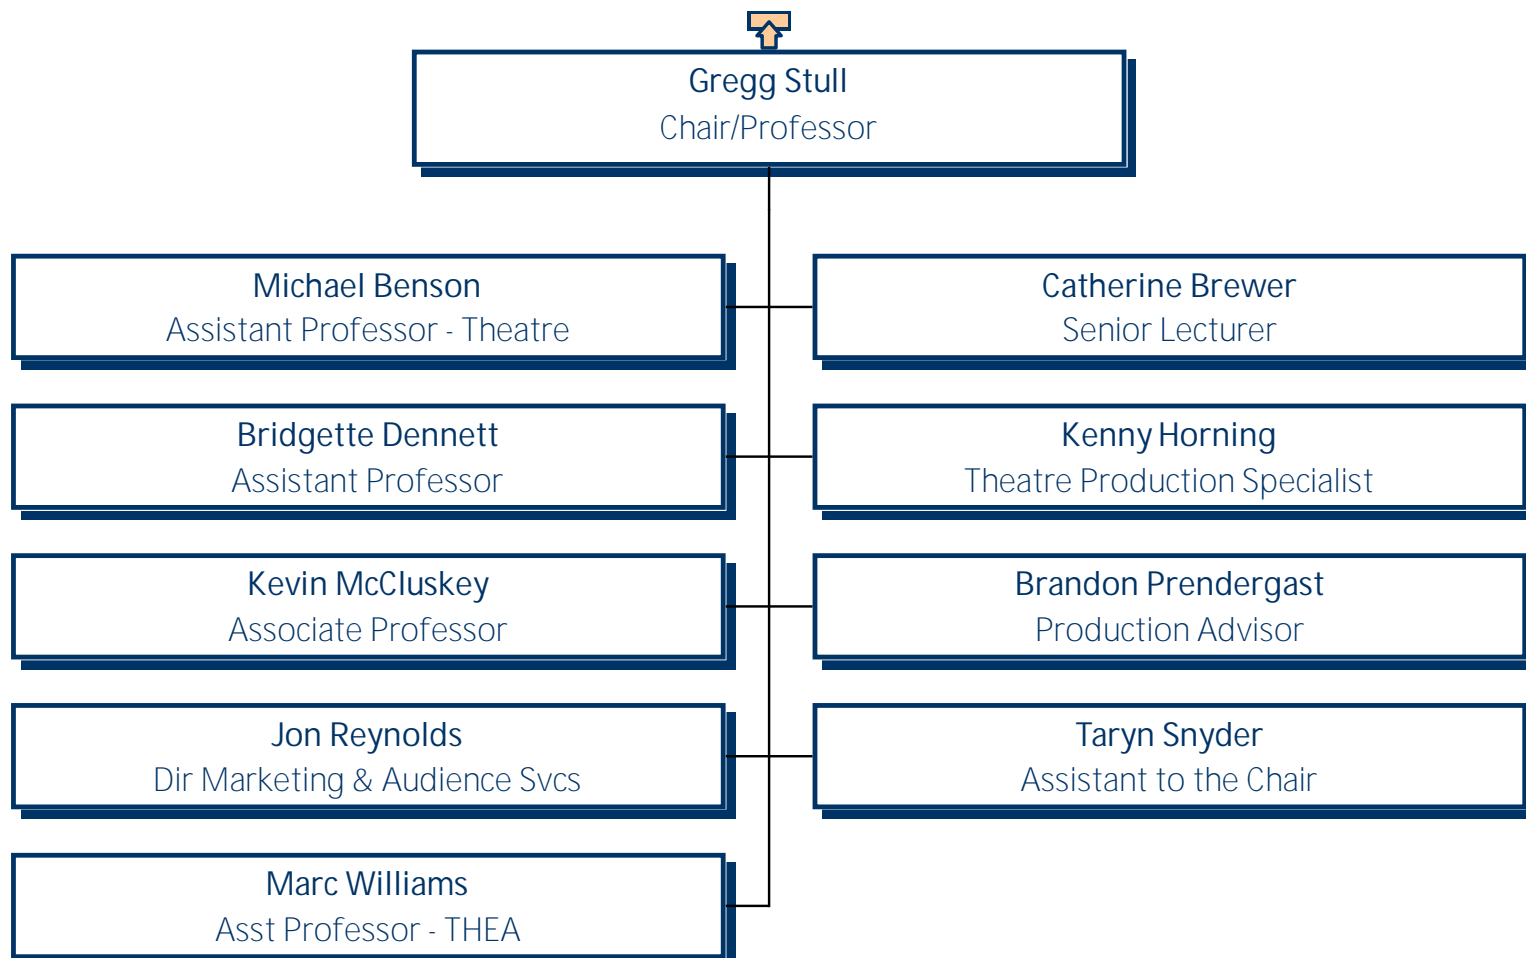 Gregg Stull
Chair/Professor
Michael Benson
Assistant Professor - Theatre
Catherine Brewer
Senior Lecturer
Bridgette Dennett
Assistant Professor
Kenny Horning
Theatre Production Specialist
Kevin McCluskey
Associate Professor
Brandon Prendergast
Production Advisor
Jon Reynolds
Dir Marketing & Audience Svcs
Taryn Snyder
Assistant to the Chair
Marc Williams
Asst Professor - THEA